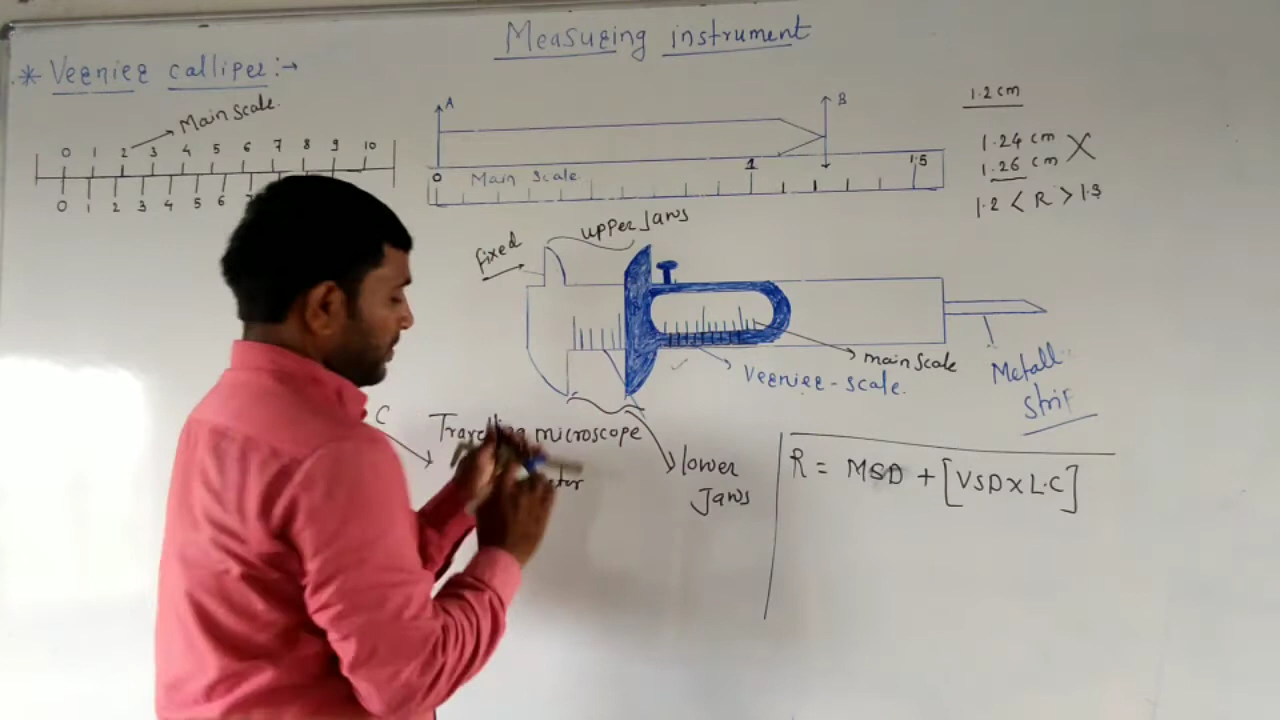 Measuring instrument
* Vernier calliper:→
Main scale
0 1 2 3 4 5 6 7 8 9 10
0 1 2 3 4 5 6
A
B
0 Main Scale 1 1.5
1.2 cm
1.24 cm
1.26 cm
X
1.2 < R > 1.3
fixed
upper Jaws
main scale
Vernier-scale
Metall
strip
C
Travelling microscope
lower
Jaws
R = MSD + [VSD X L.C]